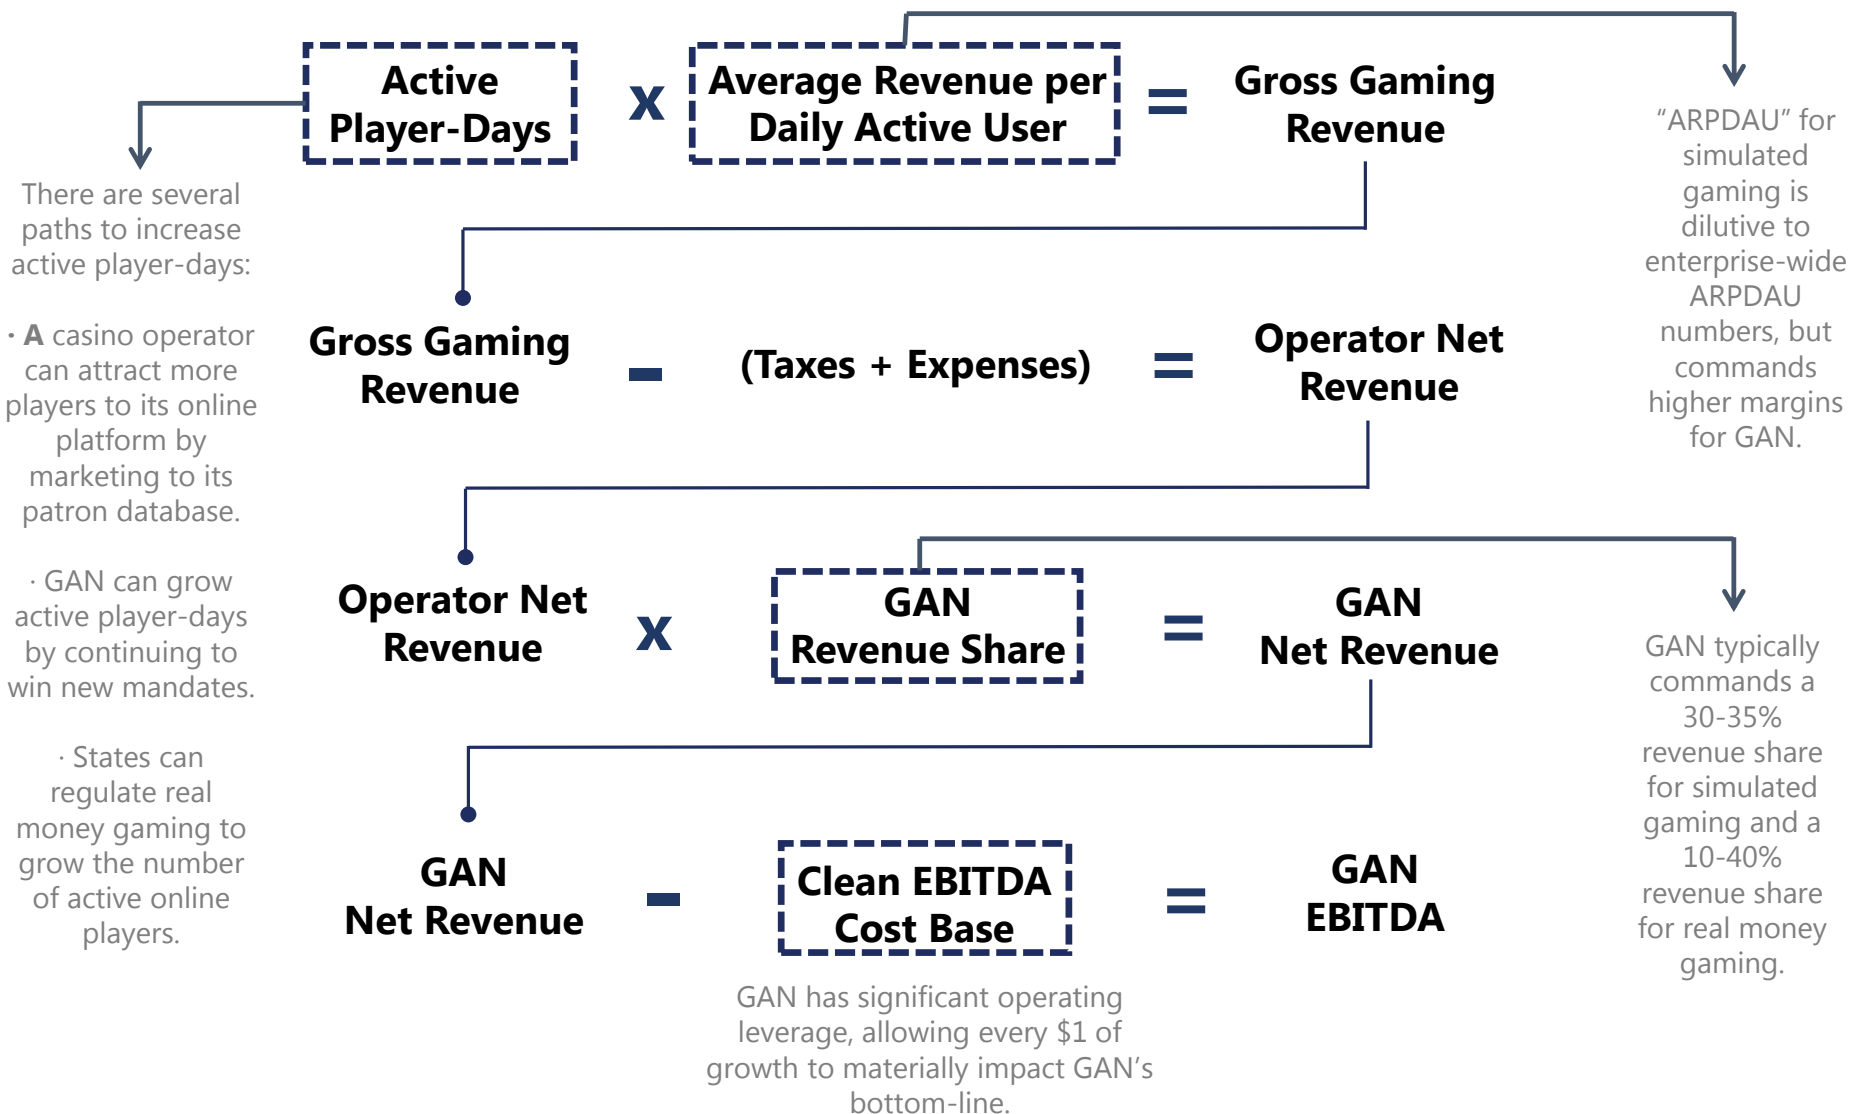 Active
Player-Days
x
Average Revenue per
Daily Active User
=
Gross Gaming
Revenue
There are several
paths to increase
active player-days:
· A casino operator
can attract more
players to its online
platform by
marketing to its
patron database.
· GAN can grow
active player-days
by continuing to
win new mandates.
· States can
regulate real
money gaming to
grow the number
of active online
players.
"ARPDAU" for
simulated
gaming is
dilutive to
enterprise-wide
ARPDAU
numbers, but
commands
higher margins
for GAN.
Gross Gaming
Revenue
-
(Taxes + Expenses)
=
Operator Net
Revenue
Operator Net
Revenue
x
GAN
Revenue Share
=
GAN
Net Revenue
GAN typically
commands a
30-35%
revenue share
for simulated
gaming and a
10-40%
revenue share
for real money
gaming.
GAN
Net Revenue
-
Clean EBITDA
Cost Base
=
GAN
EBITDA
GAN has significant operating
leverage, allowing every $1 of
growth to materially impact GAN's
bottom-line.